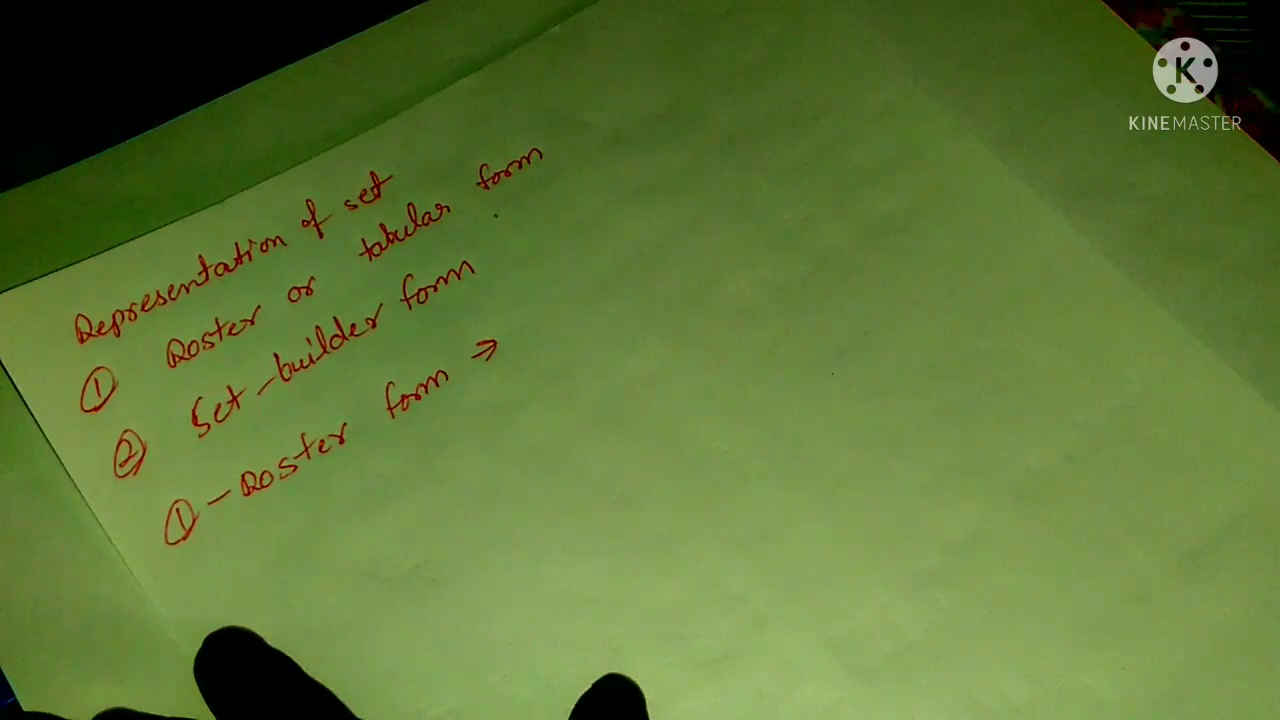 Representation of set
① Roster or tabular form
② Set-builder form
①-Roster form ⇒
K
KINEMASTER